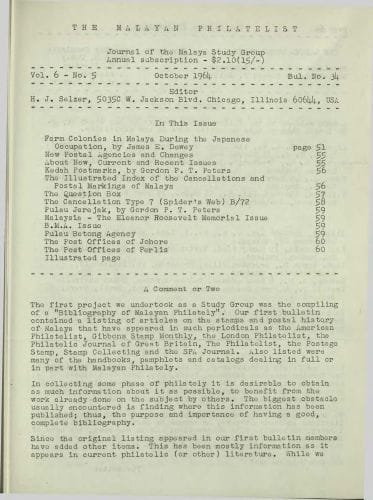 THE MALAYAN PHILATELIST
Journal of the Malaya Study Group
Annual subscription - $2.10(15/-)
Vol. 6 - No. 5 October 1964 Bul. No. 34
Editor
H. J. Selzer, 5035C W. Jackson Blvd. Chicago, Illinois 60644, USA
In This Issue
Farm Colonies in Malaya During the Japanese
Occupation, by James E. Dewey page 51
New Postal Agencies and Changes 55
About New, Current and Recent Issues 55
Kedah Postmarks, by Gordon P. T. Peters 56
The Illustrated Index of the Cancellations and
Postal Markings of Malaya 56
The Question Box 57
The Cancellation Type 7 (Spider's Web) B/72 58
Pulau Jerejak, by Gordon P. T. Peters 59
Malaysia - The Eleanor Roosevelt Memorial Issue 59
B.M.A. Issue 59
Pulau Betong Agency 59
The Post Offices of Johore 60
The Post Offices of Perlis 60
Illustrated page
A Comment or Two
The first project we undertook as a Study Group was the compiling
of a "Bibliography of Malayan Philately". Our first bulletin
contained a listing of articles on the stamps and postal history
of Malaya that have appeared in such periodicals as the American
Philatelist, Gibbons Stamp Monthly, the London Philatelist, the
Philatelic Journal of Great Britain, The Philatelist, the Postage
Stamp, Stamp Collecting and the SPA Journal. Also listed were
many of the handbooks, pamphlets and catalogs dealing in full or
in part with Malayan Philately.
In collecting some phase of philately it is desirable to obtain
as much information about it as possible, to benefit from the
work already done on the subject by others. The biggest obstacle
usually encountered is finding where this information has been
published; thus, the purpose and importance of having a good,
complete bibliography.
Since the original listing appeared in our first bulletin members
have added other items. This has been mostly information as it
appears in current philatelic (or other) literature. While we